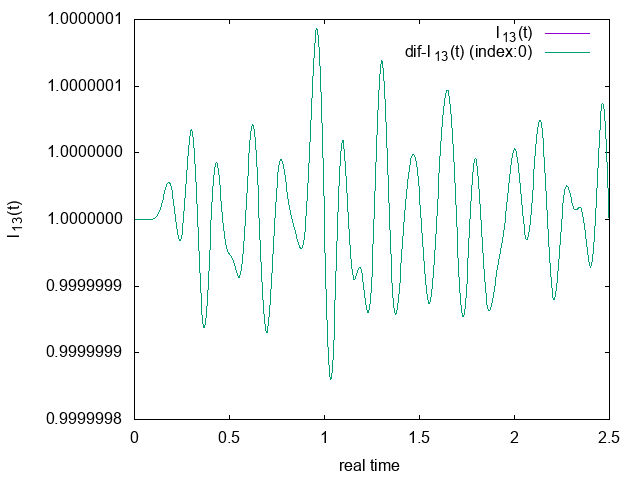 1.0000001
1.0000001
1.0000000
1.0000000
0.9999999
0.9999999
0.9999998
I13(t)
I13(t)
dif-I13(t) (index:0)
0 0.5 1 1.5 2 2.5
real time